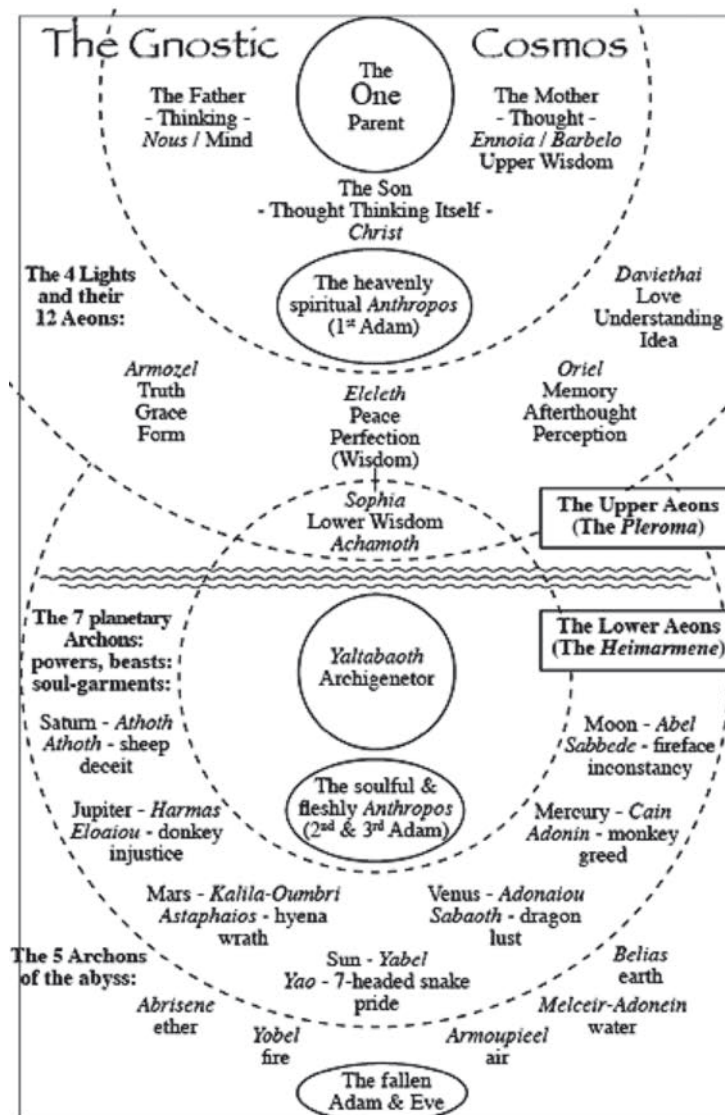 The Gnostic Cosmos
The
One
Parent
The Father
- Thinking -
Nous / Mind
The Mother
- Thought -
Ennoia / Barbelo
Upper Wisdom
The Son
- Thought Thinking Itself -
Christ
The 4 Lights
and their
12 Aeons:
The heavenly
spiritual Anthropos
(1st Adam)
Daviethai
Love
Understanding
Idea
Armozel
Truth
Grace
Form
Eleleth
Peace
Perfection
(Wisdom)
Oriel
Memory
Afterthought
Perception
Sophia
Lower Wisdom
Achamoth
The Upper Aeons
(The Pleroma)
The 7 planetary
Archons:
powers, beasts:
soul-garments:
Yaltabaoth
Archigenetor
The Lower Aeons
(The Heimarmene)
Saturn - Athoth
Athoth - sheep
deceit
Moon - Abel
Sabbede - fireface
inconstancy
Jupiter - Harmas
Eloaiou - donkey
injustice
The soulful &
fleshly Anthropos
(2nd & 3rd Adam)
Mercury - Cain
Adonin - monkey
greed
Mars - Kalila-Oumbri
Astaphaios - hyena
wrath
Venus - Adonaiou
Sabaoth - dragon
lust
The 5 Archons
of the abyss:
Sun - Yabel
Yao - 7-headed snake
pride
Belias
earth
Abrisene
ether
Yobel
fire
Armoupieel
air
Melceir-Adonein
water
The fallen
Adam & Eve